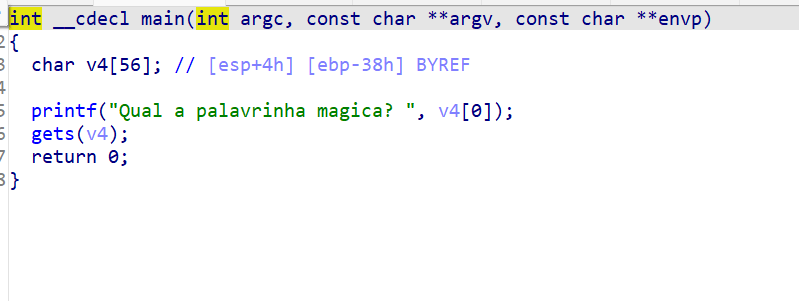 int __cdecl main(int argc, const char **argv, const char **envp)
2 {
3 char v4[56]; // [esp+4h] [ebp-38h] BYREF
4
5 printf("Qual a palavrinha magica? ", v4[0]);
6 gets(v4);
7 return 0;
8 }